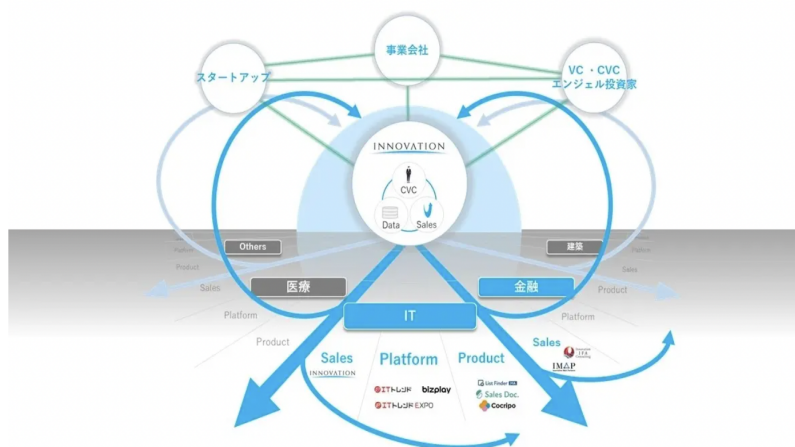 事業会社
スタートアップ
VC ・CVC
エンジェル投資家
INNOVATION
CVC
Data
Sales
Others
建築
Platform
Product
Sales
Sales
Product
医療
金融
IT
Platform
Platform
Product
Sales
INNOVATION
Platform
ITトレンド
bizplay
ITトレンド EXPO
Product
List Finder
Sales Doc.
Cocripo
Sales
IMAP